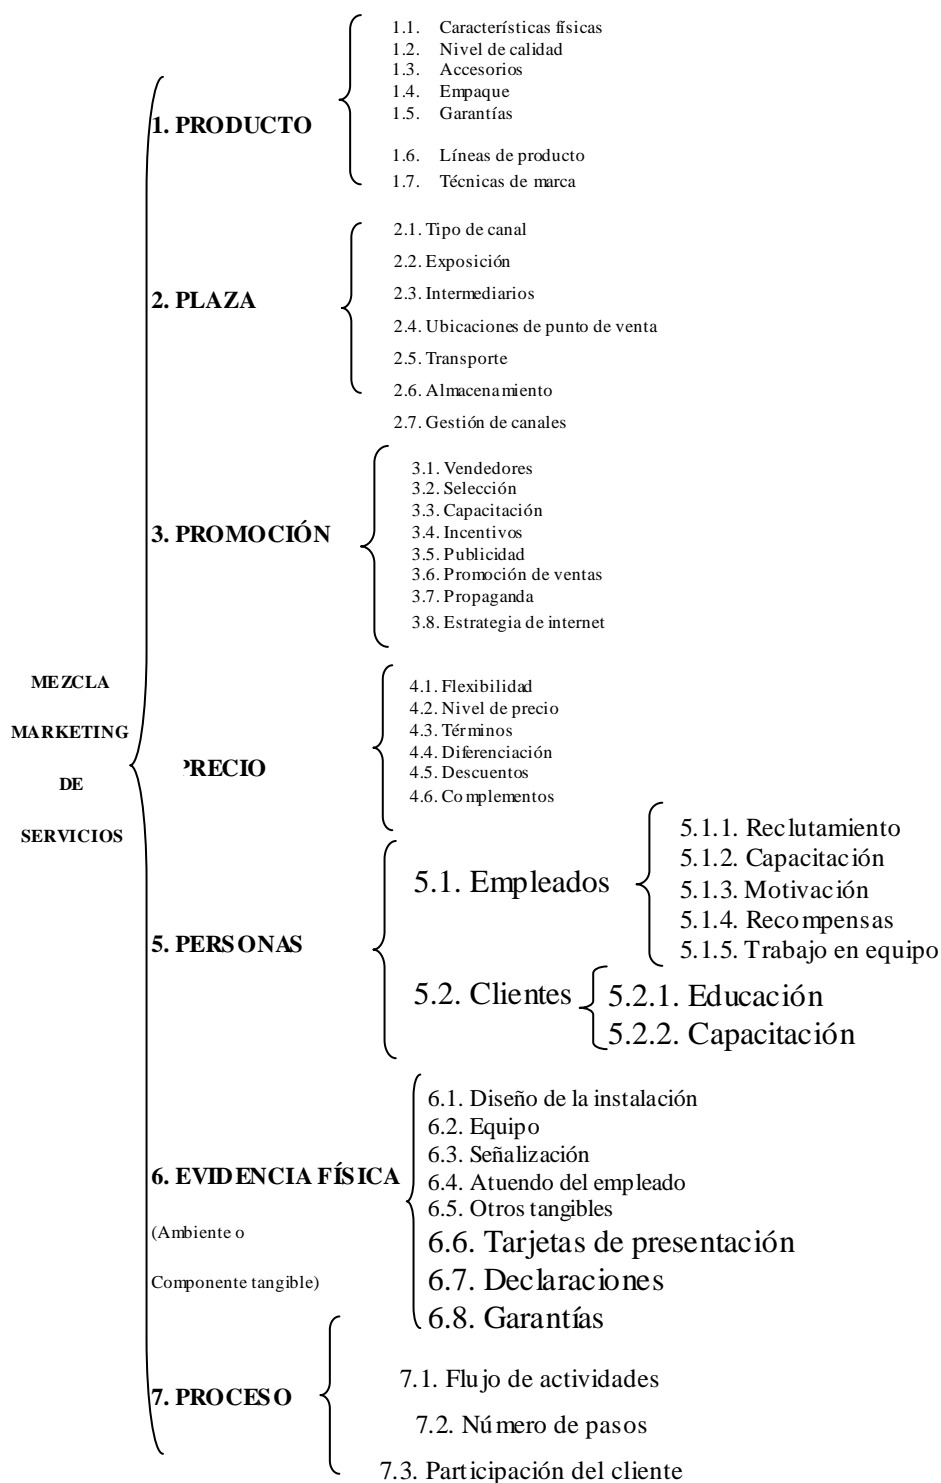 MEZCLA
MARKETING
DE
SERVICIOS
1. PRODUCTO
1.1. Características físicas
1.2. Nivel de calidad
1.3. Accesorios
1.4. Empaque
1.5. Garantías
1.6. Líneas de producto
1.7. Técnicas de marca
2. PLAZA
2.1. Tipo de canal
2.2. Exposición
2.3. Intermediarios
2.4. Ubicaciones de punto de venta
2.5. Transporte
2.6. Almacenamiento
2.7. Gestión de canales
3. PROMOCIÓN
3.1. Vendedores
3.2. Selección
3.3. Capacitación
3.4. Incentivos
3.5. Publicidad
3.6. Promoción de ventas
3.7. Propaganda
3.8. Estrategia de internet
PRECIO
4.1. Flexibilidad
4.2. Nivel de precio
4.3. Términos
4.4. Diferenciación
4.5. Descuentos
4.6. Complementos
5. PERSONAS
5.1. Empleados
5.1.1. Reclutamiento
5.1.2. Capacitación
5.1.3. Motivación
5.1.4. Recompensas
5.1.5. Trabajo en equipo
5.2. Clientes
5.2.1. Educación
5.2.2. Capacitación
6. EVIDENCIA FÍSICA
(Ambiente o
Componente tangible)
6.1. Diseño de la instalación
6.2. Equipo
6.3. Señalización
6.4. Atuendo del empleado
6.5. Otros tangibles
6.6. Tarjetas de presentación
6.7. Declaraciones
6.8. Garantías
7. PROCESO
7.1. Flujo de actividades
7.2. Número de pasos
7.3. Participación del cliente